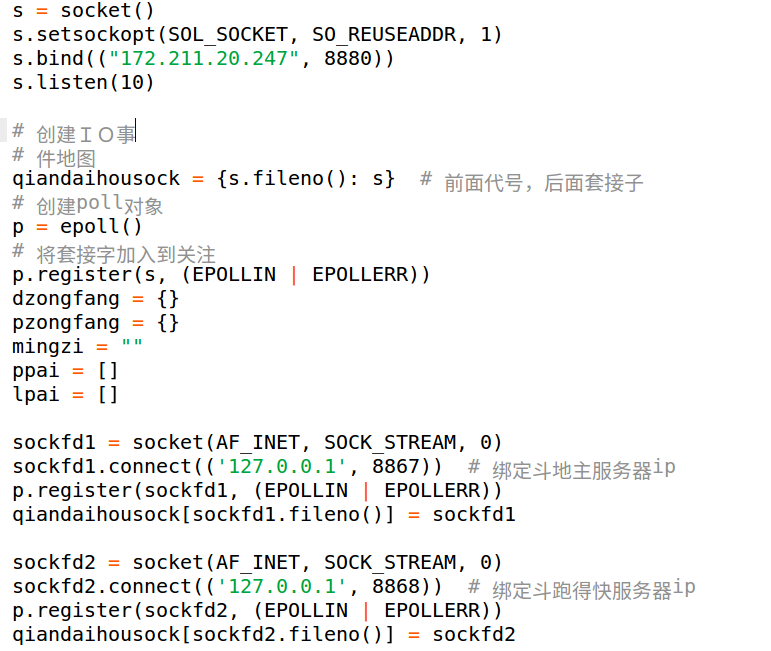 s = socket()
s.setsockopt(SOL_SOCKET, SO_REUSEADDR, 1)
s.bind(("172.211.20.247", 8880))
s.listen(10)
# 创建ＩＯ事
# 件地图
qiandaihousock = {s.fileno(): s}  # 前面代号，后面套接子
# 创建poll对象
p = epoll()
# 将套接字加入到关注
p.register(s, (EPOLLIN | EPOLLERR))
dzongfang = {}
pzongfang = {}
mingzi = ""
ppai = []
lpai = []
sockfd1 = socket(AF_INET, SOCK_STREAM, 0)
sockfd1.connect(('127.0.0.1', 8867))  # 绑定斗地主服务器ip
p.register(sockfd1, (EPOLLIN | EPOLLERR))
qiandaihousock[sockfd1.fileno()] = sockfd1
sockfd2 = socket(AF_INET, SOCK_STREAM, 0)
sockfd2.connect(('127.0.0.1', 8868))  # 绑定斗跑得快服务器ip
p.register(sockfd2, (EPOLLIN | EPOLLERR))
qiandaihousock[sockfd2.fileno()] = sockfd2